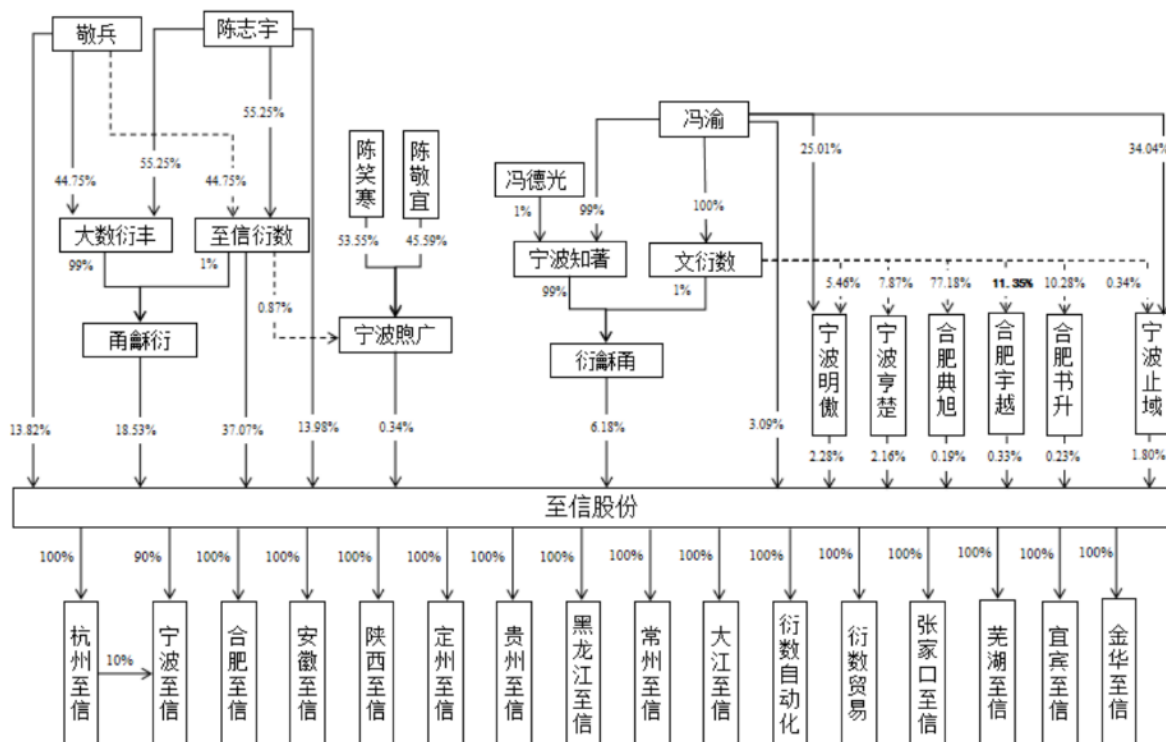 敬兵
陈志宇
55.25%
冯渝
25.01%
34.04%
陈笑寒
陈敬宜
44.75%
55.25%
44.75%
冯德光
1%
99%
100%
大数衍丰
至信衍数
53.55%
45.59%
宁波知著
文衍数
99%
1%
0.87%
99%
1%
5.46%
7.87%
77.18%
11.35%
10.28%
0.34%
甬龢衍
宁波煦广
衍龢甬
宁波明傲
宁波亨楚
合肥典旭
合肥宇越
合肥书升
宁波止域
13.82%
18.53%
37.07%
13.98%
0.34%
6.18%
3.09%
2.28%
2.16%
0.19%
0.33%
0.23%
1.80%
至信股份
100%
90%
100%
100%
100%
100%
100%
100%
100%
100%
100%
100%
100%
100%
100%
100%
杭州至信
10%
宁波至信
合肥至信
安徽至信
陕西至信
定州至信
贵州至信
黑龙江至信
常州至信
大江至信
衍数自动化
衍数贸易
张家口至信
芜湖至信
宜宾至信
金华至信